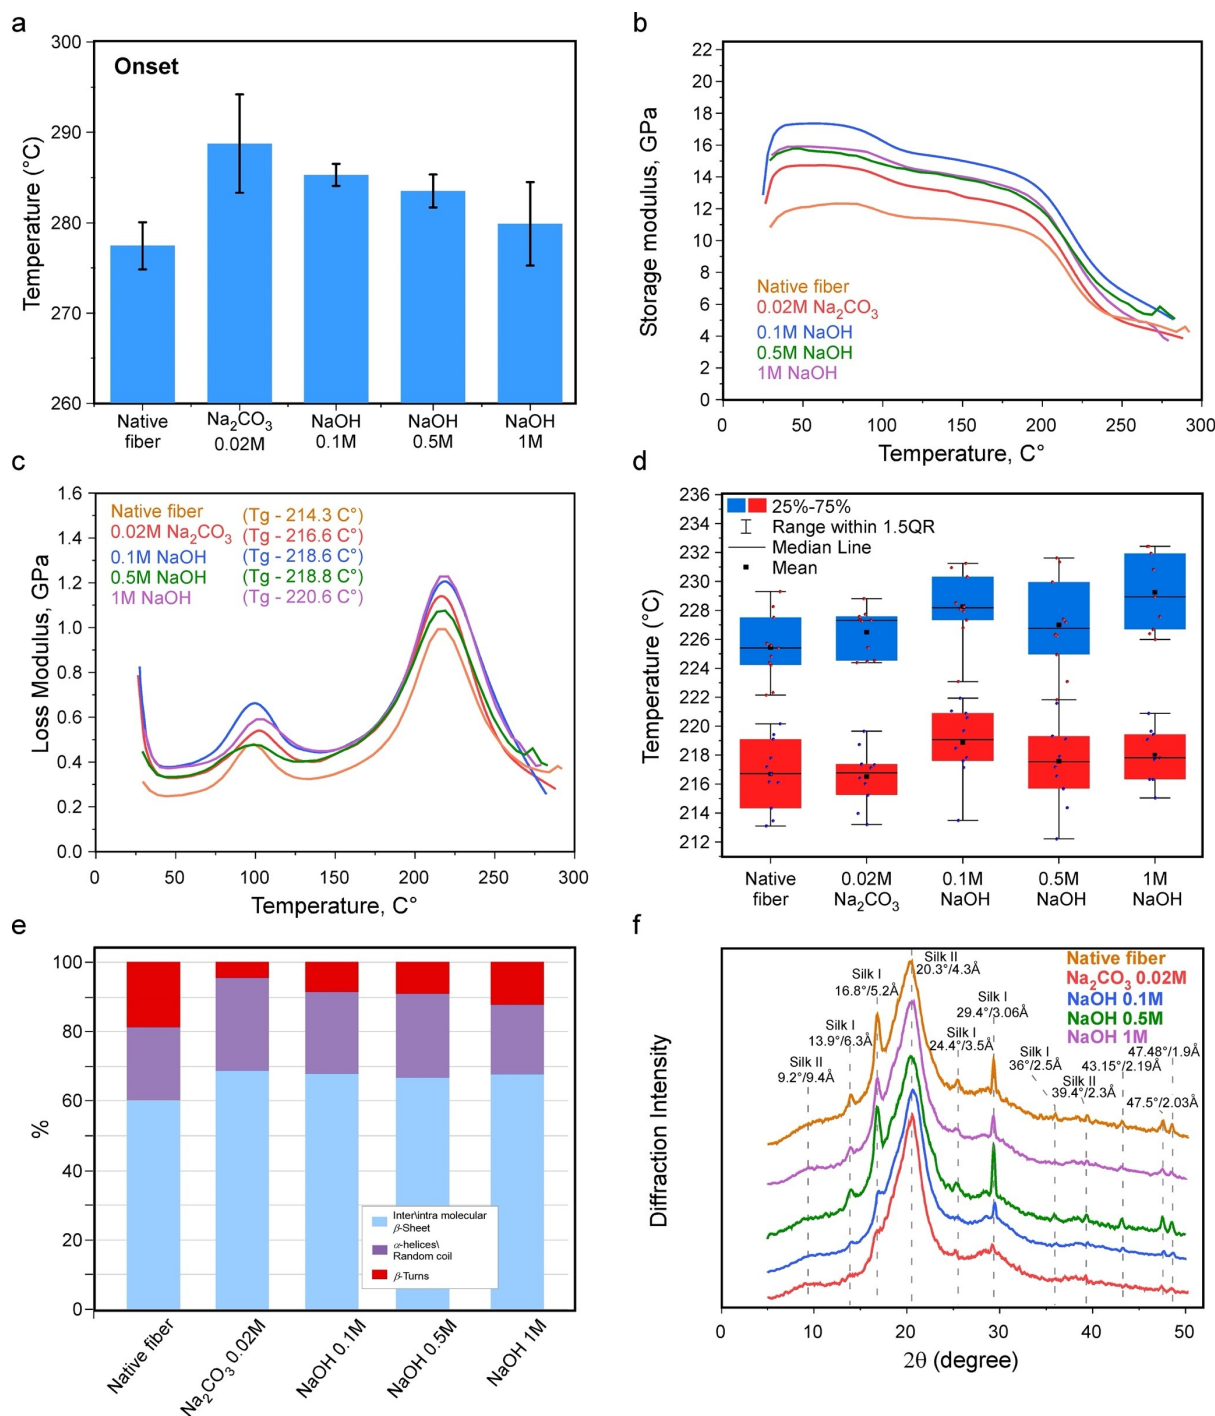 a
Onset
Temperature (°C)
300
290
280
270
260
Native fiber
Na₂CO₃ 0.02M
NaOH 0.1M
NaOH 0.5M
NaOH 1M
b
Storage modulus, GPa
22
20
18
16
14
12
10
8
6
4
2
0
Native fiber
0.02M Na₂CO₃
0.1M NaOH
0.5M NaOH
1M NaOH
0 50 100 150 200 250 300
Temperature, C°
c
Loss Modulus, GPa
1.6
1.4
1.2
1.0
0.8
0.6
0.4
0.2
0.0
Native fiber (Tg - 214.3 C°)
0.02M Na₂CO₃ (Tg - 216.6 C°)
0.1M NaOH (Tg - 218.6 C°)
0.5M NaOH (Tg - 218.8 C°)
1M NaOH (Tg - 220.6 C°)
0 50 100 150 200 250 300
Temperature, C°
d
Temperature (°C)
236
234
232
230
228
226
224
222
220
218
216
214
212
25%-75%
Range within 1.5QR
Median Line
Mean
Native fiber
0.02M Na₂CO₃
0.1M NaOH
0.5M NaOH
1M NaOH
e
%
100
80
60
40
20
0
Inter\intra molecular
β-Sheet
α-helices\
Random coil
β-Turns
Native fiber
Na₂CO₃ 0.02M
NaOH 0.1M
NaOH 0.5M
NaOH 1M
f
Diffraction Intensity
Native fiber
Na₂CO₃ 0.02M
NaOH 0.1M
NaOH 0.5M
NaOH 1M
Silk II
9.2°/9.4Å
Silk I
13.9°/6.3Å
Silk I
16.8°/5.2Å
Silk II
20.3°/4.3Å
Silk I
24.4°/3.5Å
Silk I
29.4°/3.06Å
Silk I
36°/2.5Å
Silk II
39.4°/2.3Å
43.15°/2.19Å
47.48°/1.9Å
47.5°/2.03Å
0 10 20 30 40 50
2θ (degree)